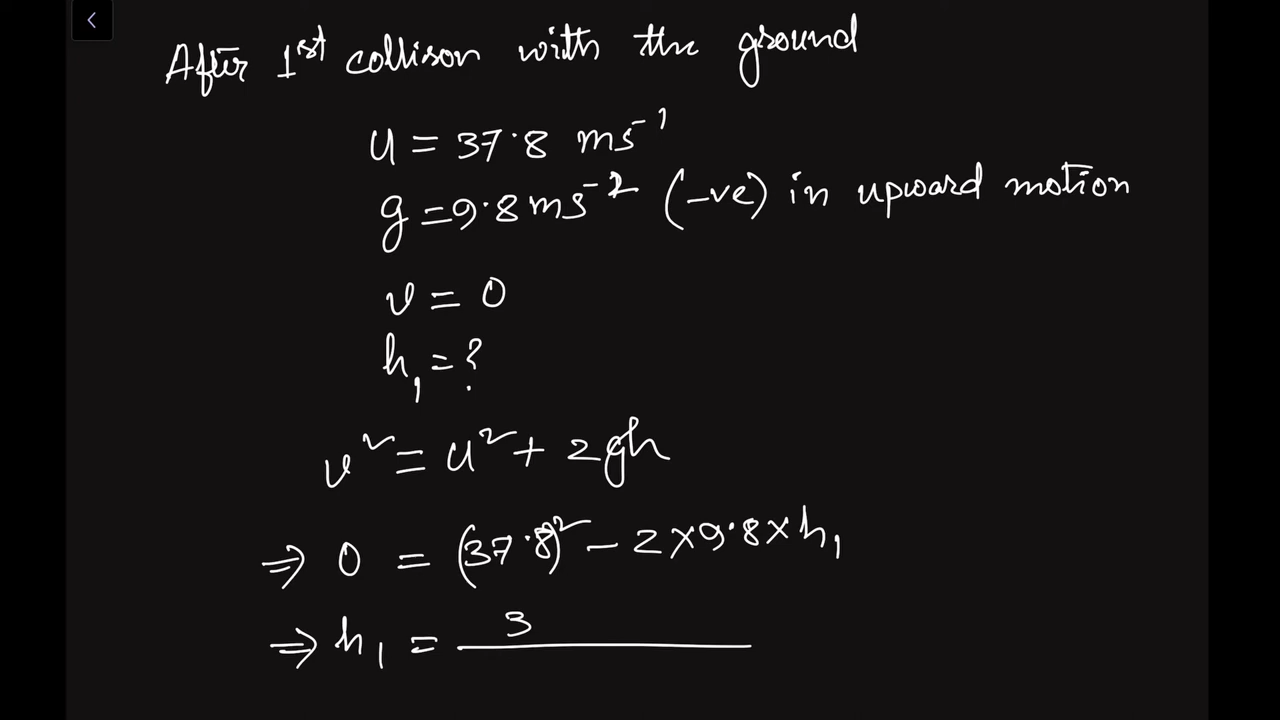 After 1st collison with the ground
u = 37.8 ms⁻¹
g = 9.8 ms⁻² (-ve) in upward motion
v = 0
h₁ = ?
v² = u² + 2gh
⇒ 0 = (37.8)² - 2×9.8×h₁
⇒ h₁ = 3